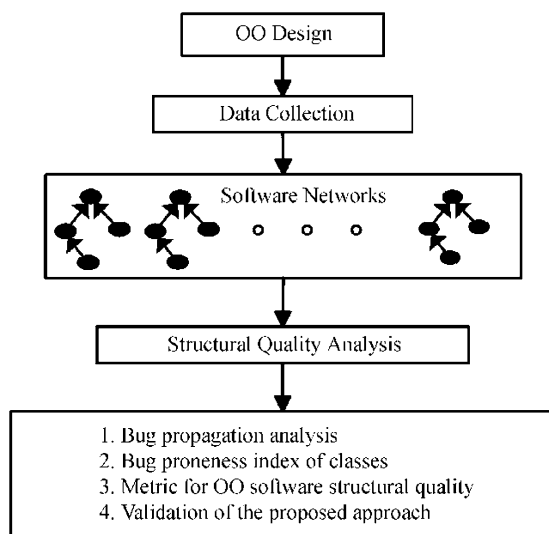 OO Design
Data Collection
Software Networks
Structural Quality Analysis
1. Bug propagation analysis
2. Bug proneness index of classes
3. Metric for OO software structural quality
4. Validation of the proposed approach